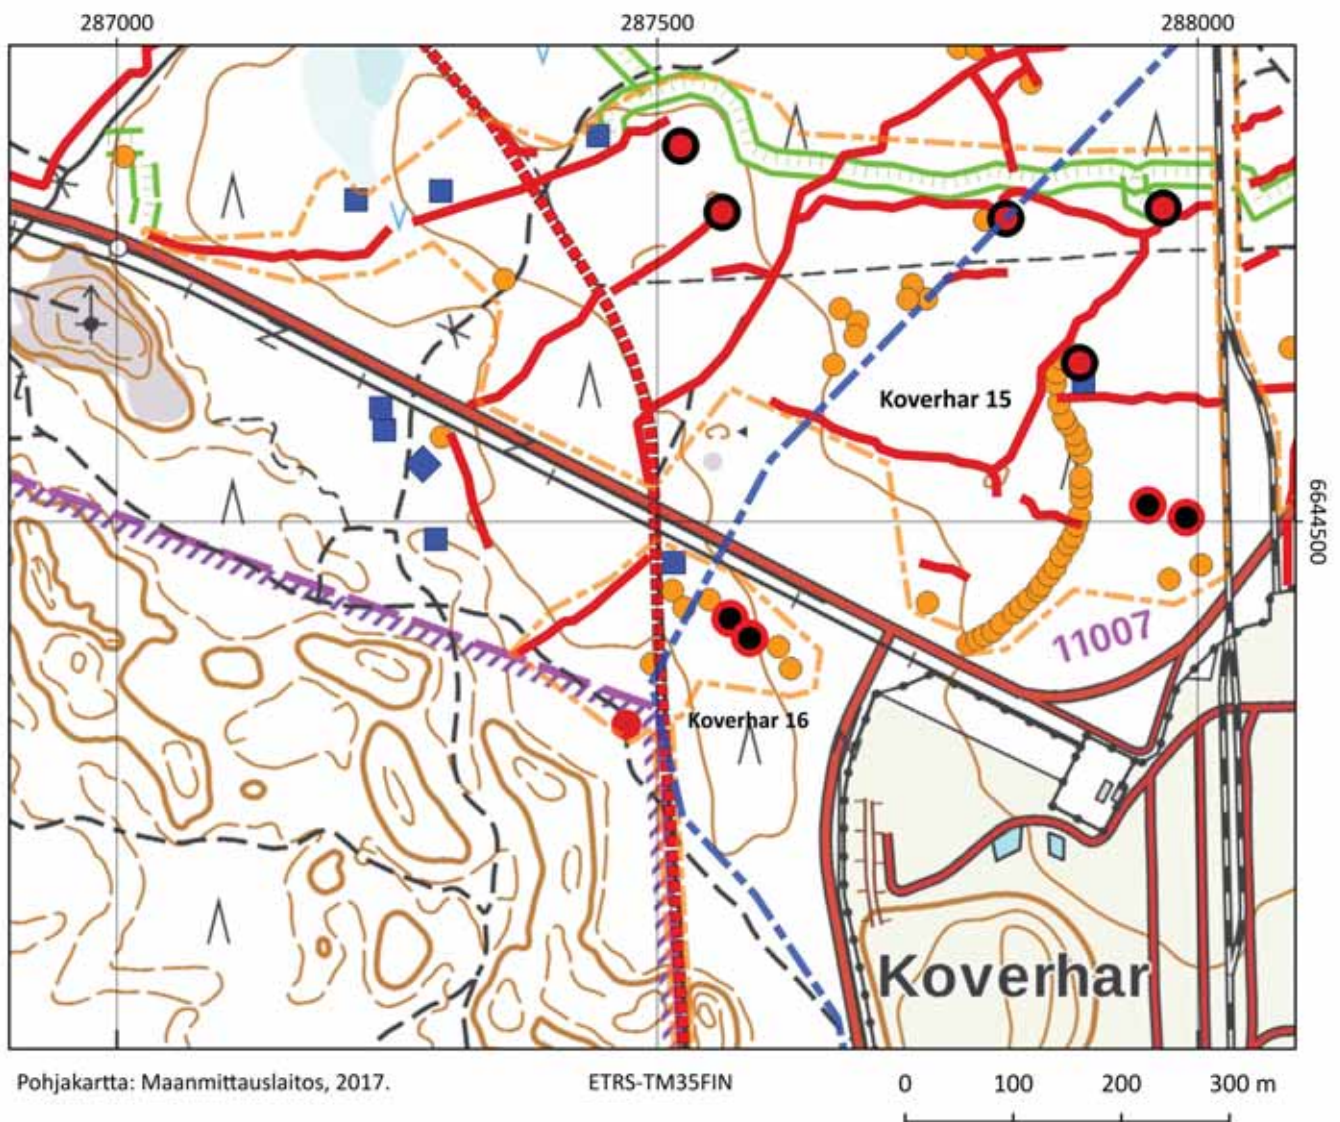 287000 287500 288000
Koverhar 15
6644500
11007
Koverhar 16
Koverhar
Pohjakartta: Maanmittauslaitos, 2017. ETRS-TM35FIN 0 100 200 300 m